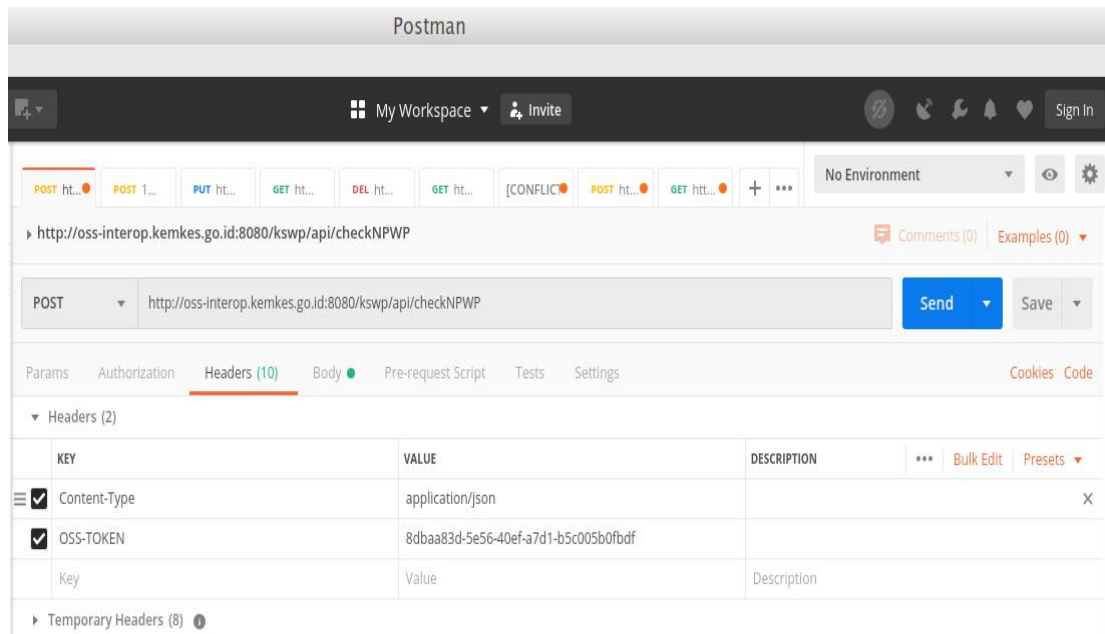 Postman
My Workspace Invite Sign In
POST ht... POST 1... PUT ht... GET ht... DEL ht... GET ht... [CONFLICT POST ht... GET htt... + ••• No Environment
http://oss-interop.kemkes.go.id:8080/kswp/api/checkNPWP Comments (0) Examples (0)
POST http://oss-interop.kemkes.go.id:8080/kswp/api/checkNPWP Send Save
Params Authorization Headers (10) Body Pre-request Script Tests Settings Cookies Code
Headers (2)
KEY VALUE DESCRIPTION ••• Bulk Edit Presets
Content-Type application/json
OSS-TOKEN 8dbaa83d-5e56-40ef-a7d1-b5c005b0fbdf
Key Value Description
Temporary Headers (8)